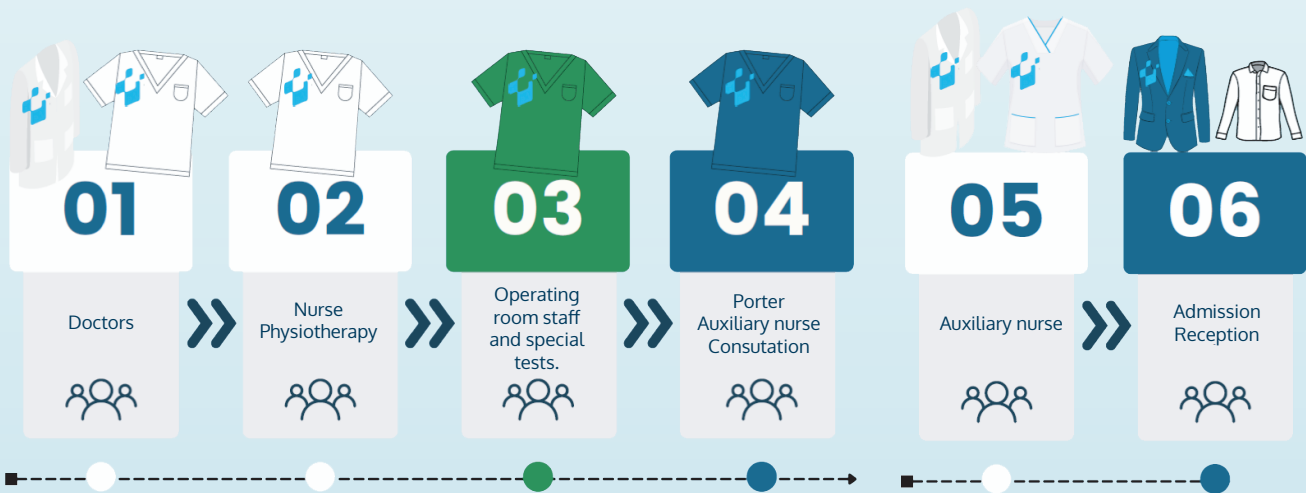 01
Doctors
02
Nurse
Physiotherapy
03
Operating
room staff
and special
tests.
04
Porter
Auxiliary nurse
Consutation
05
Auxiliary nurse
06
Admission
Reception